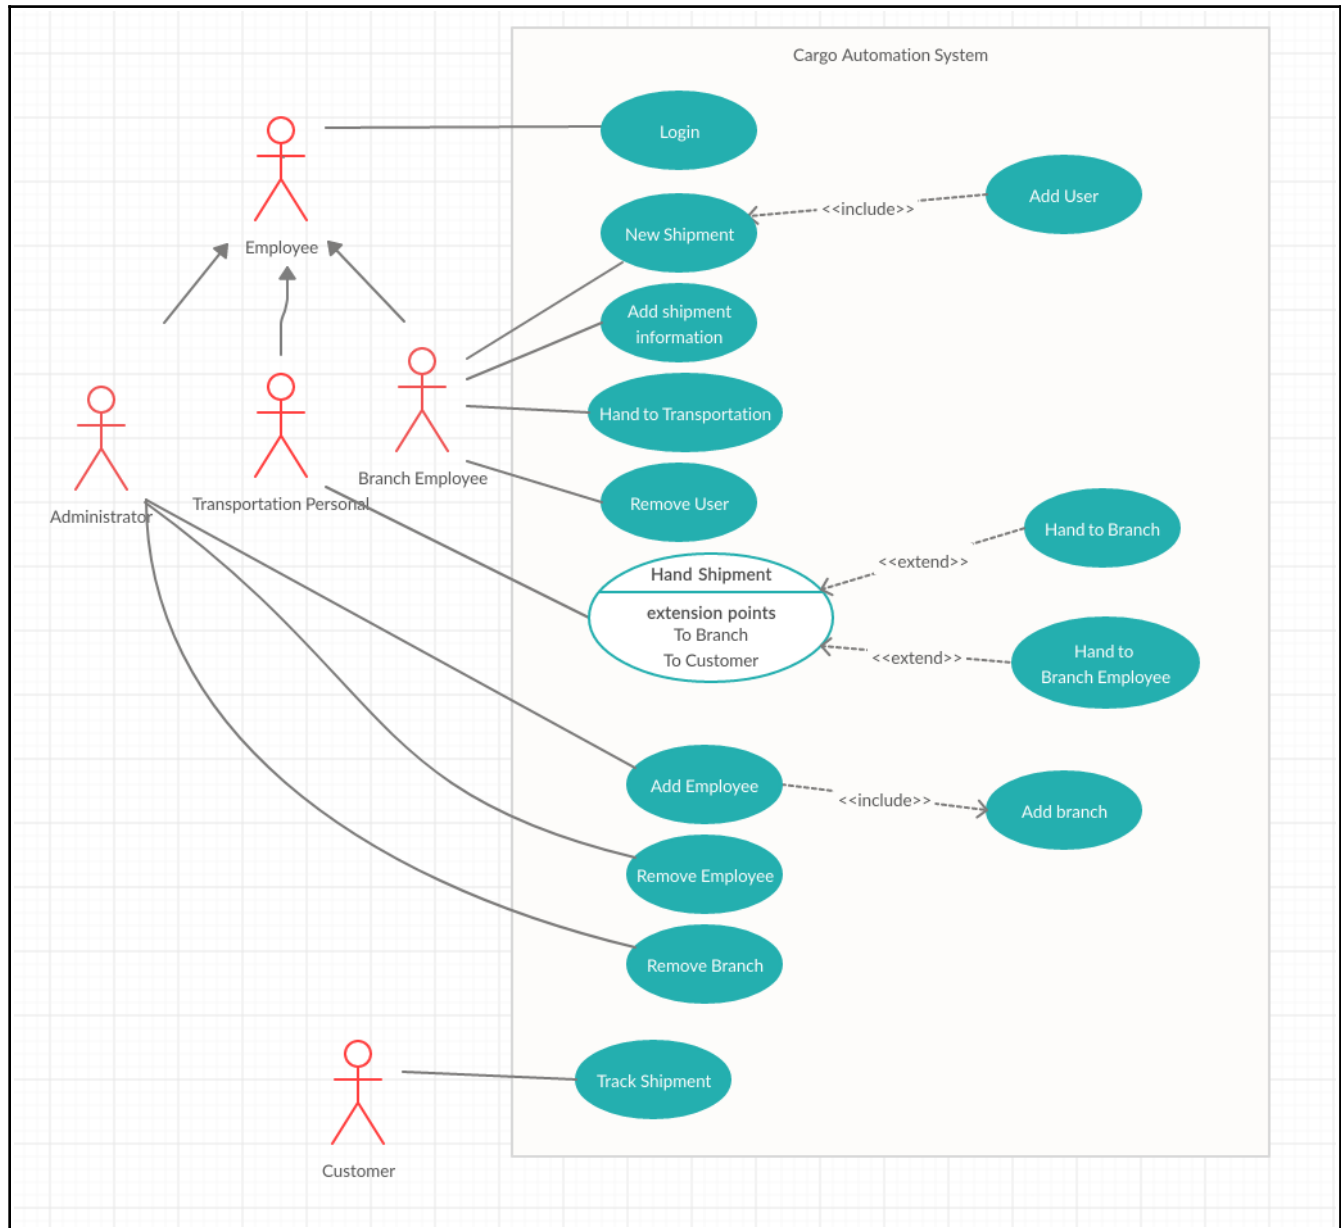 Cargo Automation System
Login
Add User
<<include>>
New Shipment
Employee
Add shipment
information
Hand to Transportation
Branch Employee
Transportation Personal
Administrator
Remove User
Hand to Branch
<<extend>>
Hand Shipment
extension points
To Branch
To Customer
<<extend>>
Hand to
Branch Employee
Add Employee
<<include>>
Add branch
Remove Employee
Remove Branch
Track Shipment
Customer